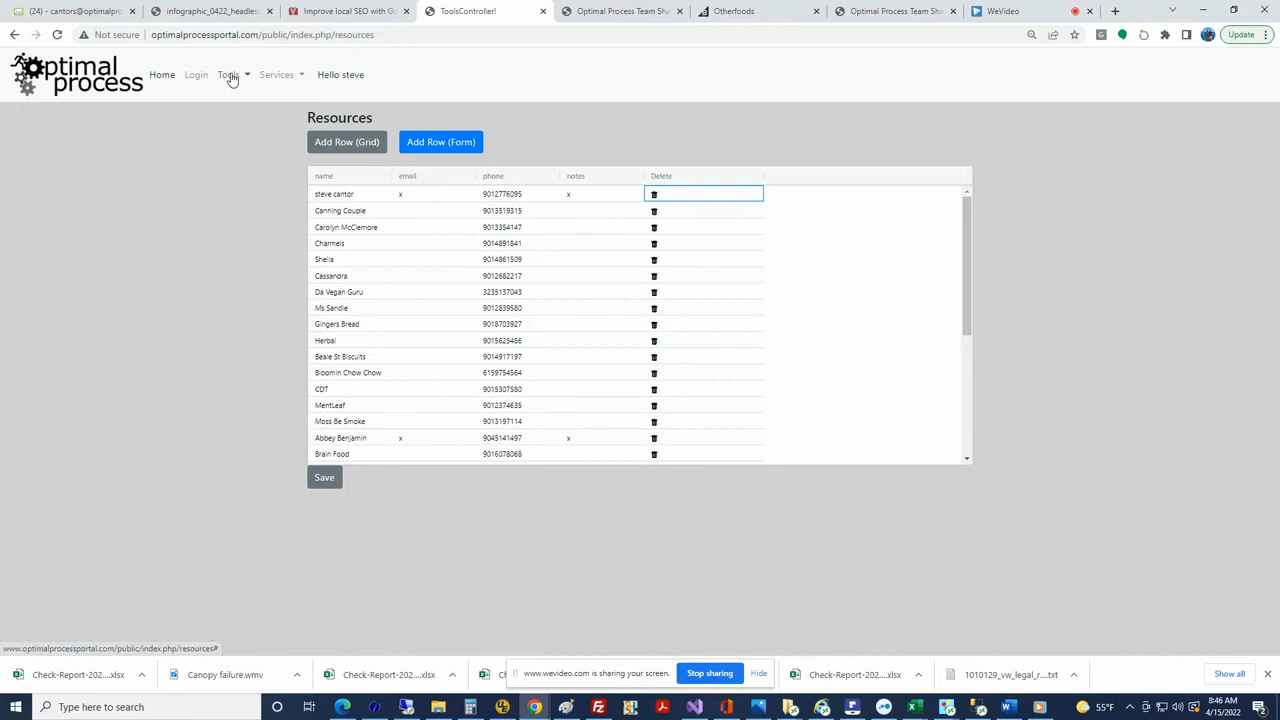 (24) - cantors@optimalpro
infographic_0422_headless
Improve local SEO with Go
ToolsController!
Optimal Process Team Sha
Otherfoods
Optimal Process Team Sha
WeVideo
Not secure
optimalprocessportal.com/public/index.php/resources
Update
Optimal process
Home
Login
Tools
Services
Hello steve
Resources
Add Row (Grid)
Add Row (Form)
name email phone notes Delete
steve cantor x 9012776095 x
Canning Couple 9013519315
Carolyn McClemore 9013354147
Charmels 9014891841
Shelia 9014861509
Cassandra 9012682217
Da Vegan Guru 3235137043
Ms Sandie 9012839580
Gingers Bread 9018703927
Herbal 9015625486
Beale St Biscuits 9014917197
Bloomin Chow Chow 6159754564
CDT 9015307580
MentLeaf 9012374635
Moss Be Smoke 9013197114
Abbey Benjamin x 9045141497 x
Brain Food 9016078068
Save
www.optimalprocessportal.com/public/index.php/resources#
Check-Report-202....xlsx
Canopy failure.wmv
Check-Report-202....xlsx
www.wevideo.com is sharing your screen.
Stop sharing
Hide
Check-Report-202....xlsx
1010129_vw_legal_r....txt
Show all
Type here to search
55°F
8:46 AM
4/15/2022